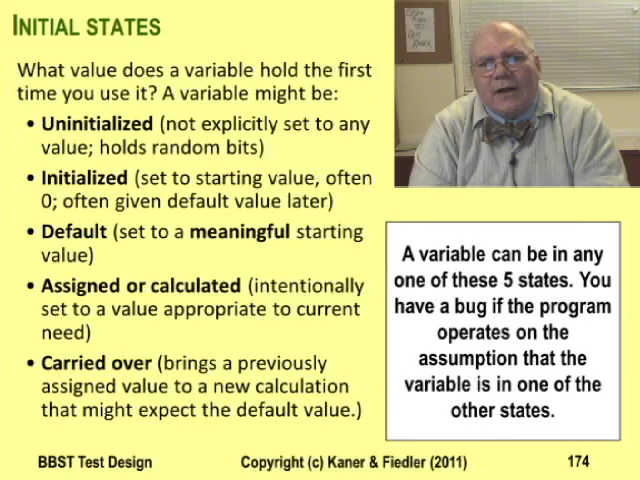 INITIAL STATES
What value does a variable hold the first
time you use it? A variable might be:
• Uninitialized (not explicitly set to any
value; holds random bits)
• Initialized (set to starting value, often
0; often given default value later)
• Default (set to a meaningful starting
value)
• Assigned or calculated (intentionally
set to a value appropriate to current
need)
• Carried over (brings a previously
assigned value to a new calculation
that might expect the default value.)
A variable can be in any
one of these 5 states. You
have a bug if the program
operates on the
assumption that the
variable is in one of the
other states.
BBST Test Design
Copyright (c) Kaner & Fiedler (2011)
174